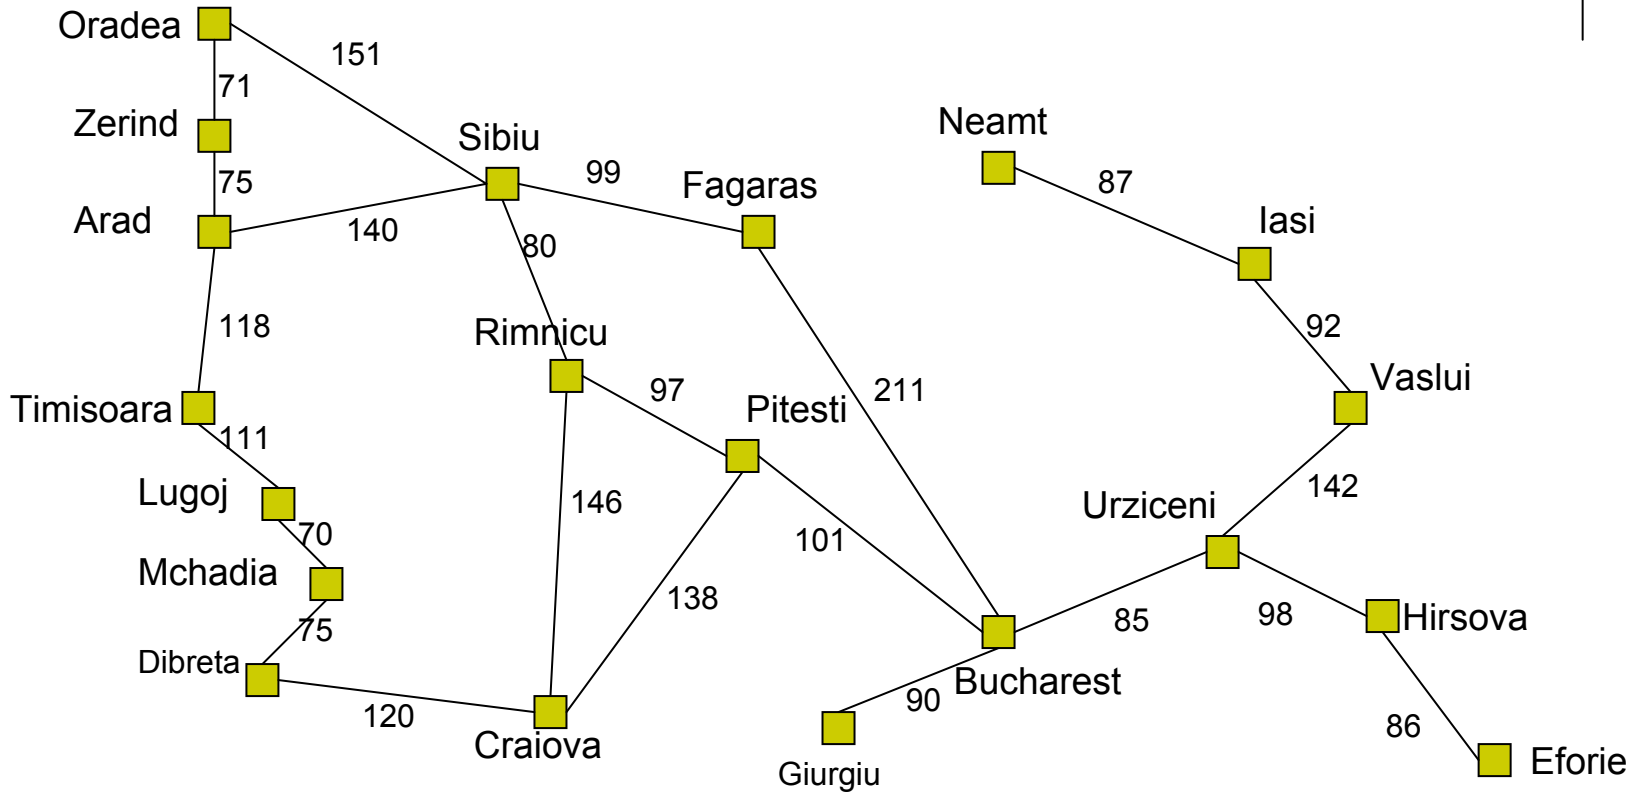 Oradea
151
71
Zerind
Sibiu
Neamt
75
99
Fagaras
87
Arad
140
80
Iasi
118
Rimnicu
92
97
Pitesti
211
Vaslui
Timisoara
111
Lugoj
146
Urziceni
142
70
101
Mchadia
138
75
85
98
Hirsova
Dibreta
120
90
Bucharest
86
Craiova
Giurgiu
Eforie